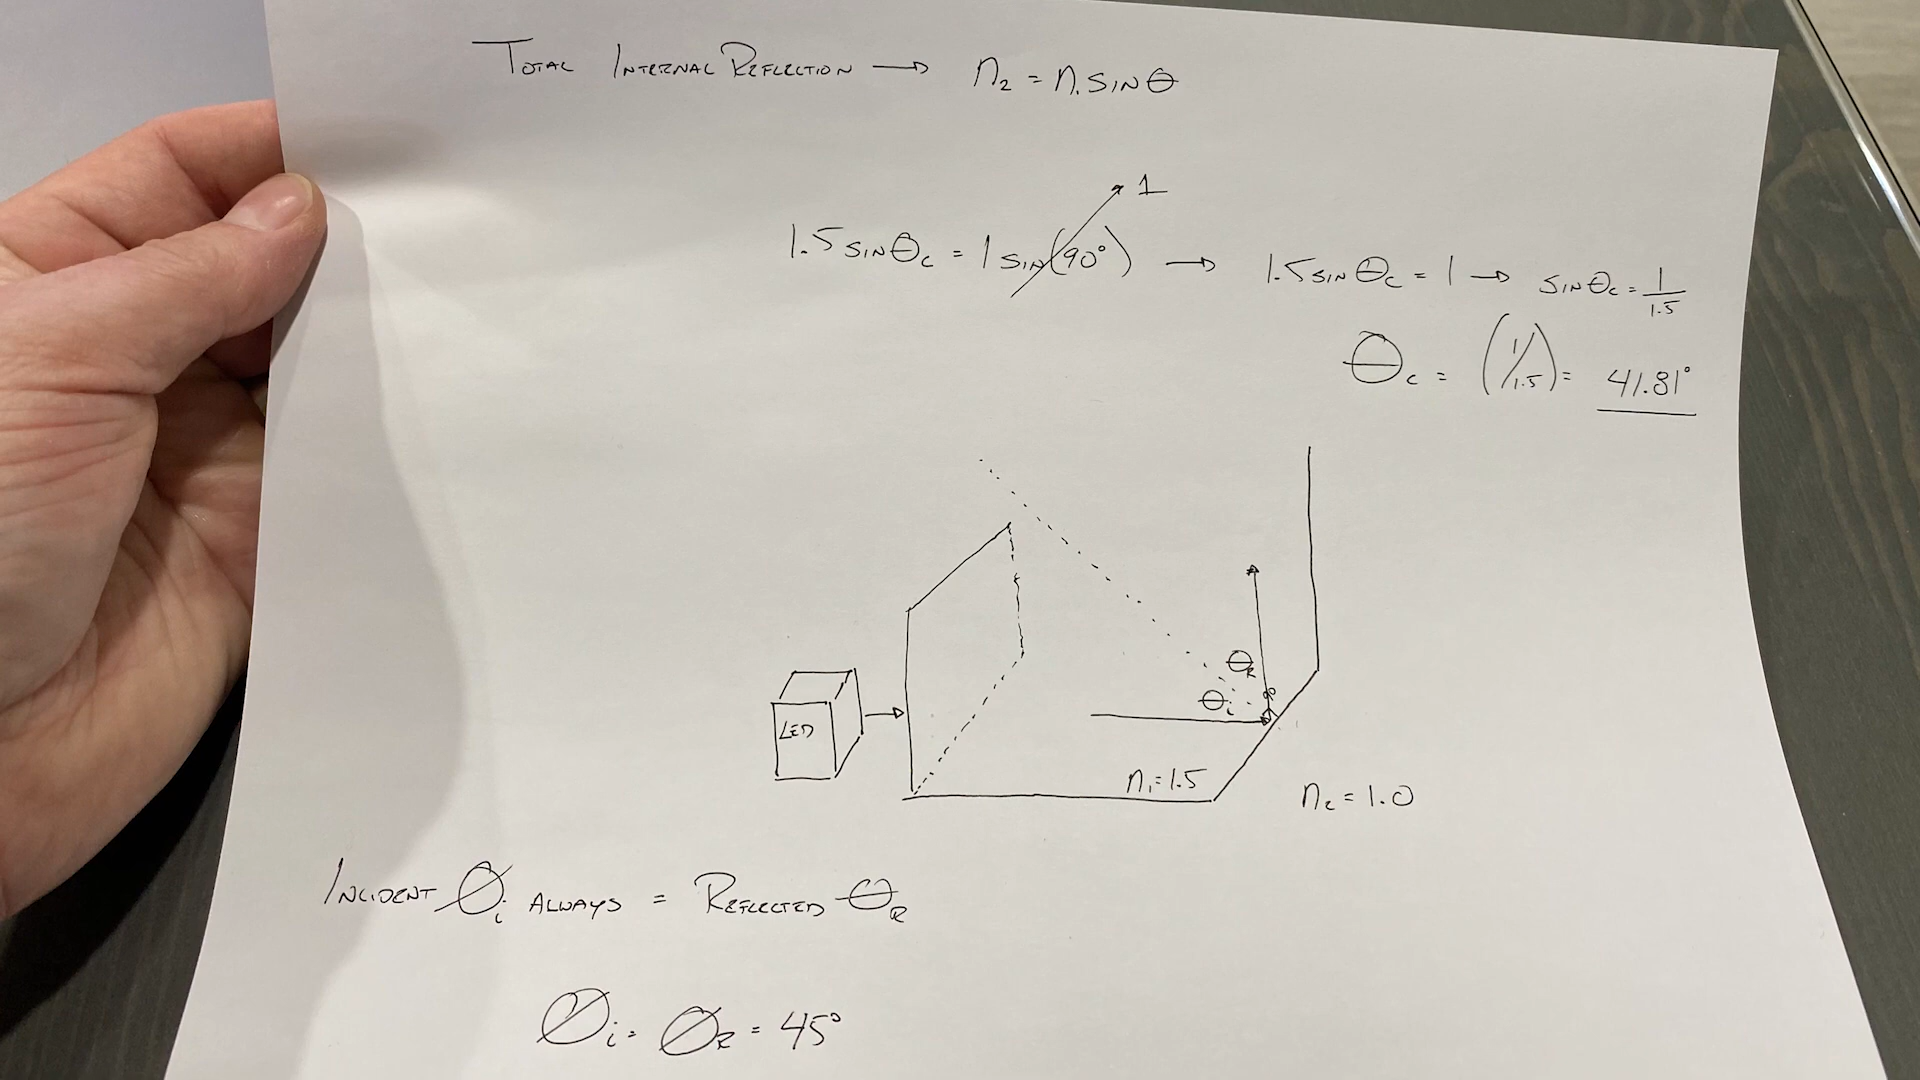 TOTAL INTERNAL REFLECTION → n₂ = n₁ SIN θ
1
1.5 SIN θc = 1 SIN (90°) → 1.5 SIN θc = 1 → SIN θc = 1/1.5
θc = (1/1.5) = 41.81°
θR
90
θi
LED
n₁ = 1.5
n₂ = 1.0
INCIDENT θi ALWAYS = REFLECTED θR
θi = θR = 45°